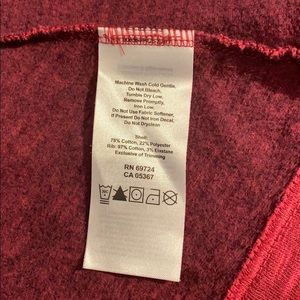 Machine Wash Cold Gentle,
Do Not Bleach,
Tumble Dry Low,
Remove Promptly,
Iron Low.
Do Not Use Fabric Softener,
If Present Do Not Iron Decal,
Do Not Dryclean
Shell:
78% Cotton, 22% Polyester
Rib: 97% Cotton, 3% Elastane
Exclusive of Trimming
RN 69724
CA 05367